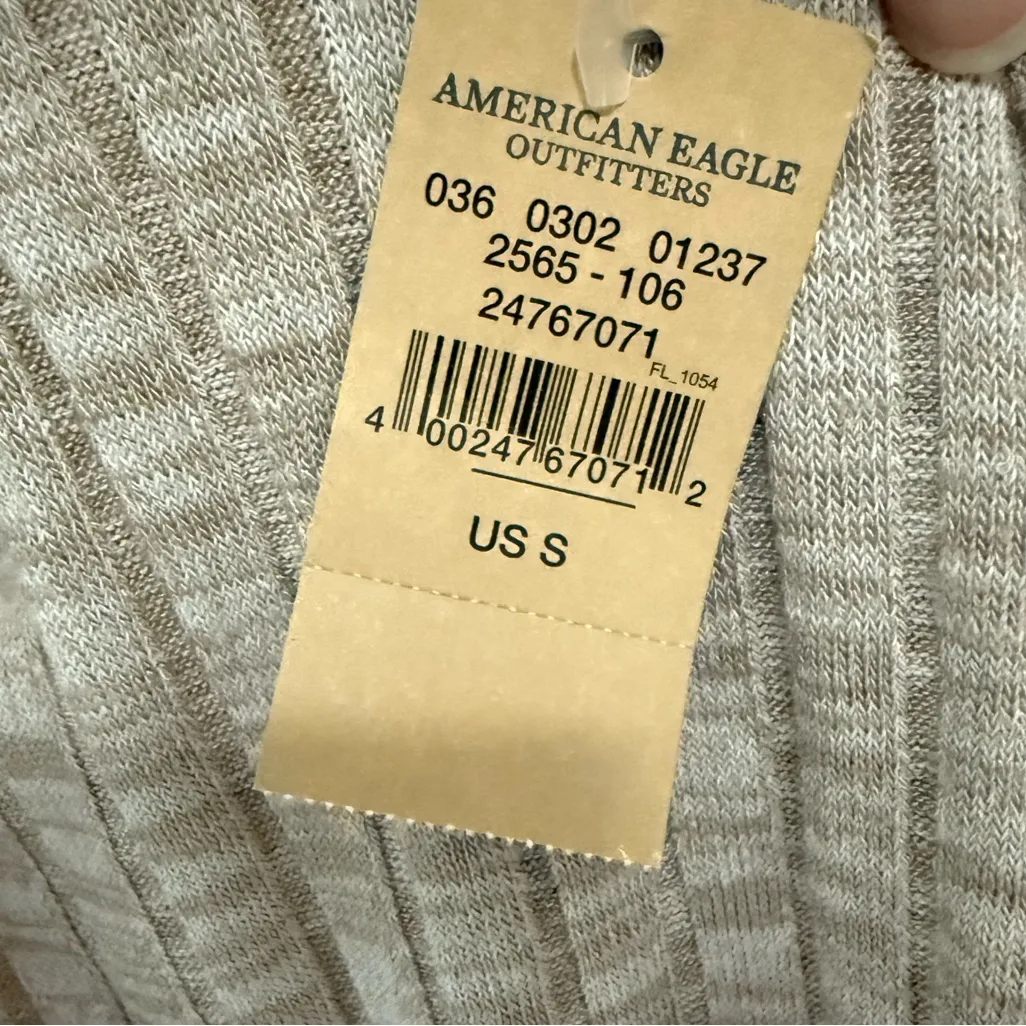 AMERICAN EAGLE
OUTFITTERS
036 0302 01237
2565 - 106
24767071
FL_1054
4 00247 67071 2
US S